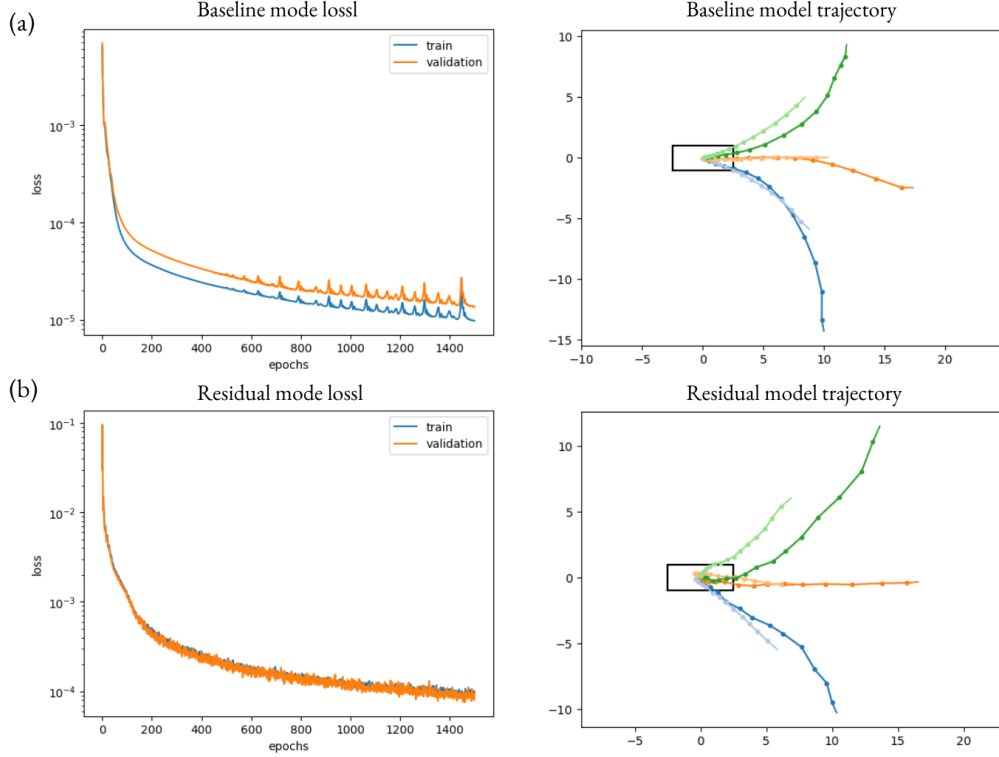 (a)
Baseline mode lossl
Baseline model trajectory
train
validation
10⁻³
10⁻⁴
10⁻⁵
loss
0 200 400 600 800 1000 1200 1400
epochs
10
5
0
−5
−10
−15
−10 −5 0 5 10 15 20
(b)
Residual mode lossl
Residual model trajectory
train
validation
10⁻¹
10⁻²
10⁻³
10⁻⁴
loss
0 200 400 600 800 1000 1200 1400
epochs
10
5
0
−5
−10
−5 0 5 10 15 20